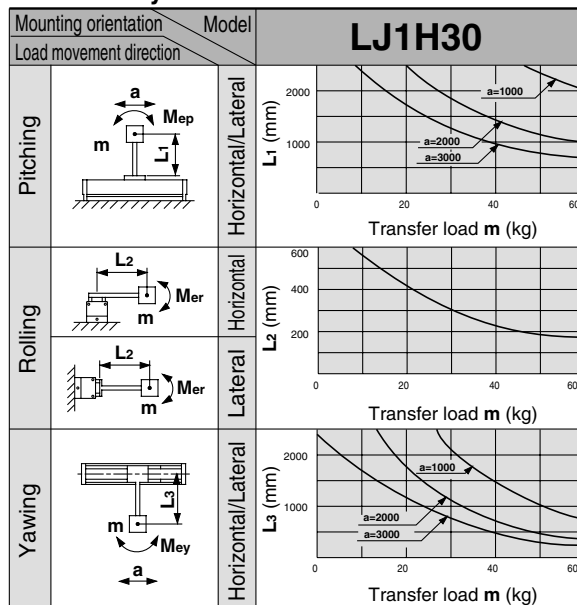 Mounting orientation Model
Load movement direction
LJ1H30
Pitching
a
Mep
m
L1
Horizontal/Lateral
L1 (mm)
2000
1000
a=1000
a=2000
a=3000
0 20 40 60
Transfer load m (kg)
Rolling
L2
Mer
m
Horizontal
L2
Mer
m
Lateral
L2 (mm)
600
400
200
0 20 40 60
Transfer load m (kg)
Yawing
L3
m
Mey
a
Horizontal/Lateral
L3 (mm)
2000
1000
a=1000
a=2000
a=3000
0 20 40 60
Transfer load m (kg)